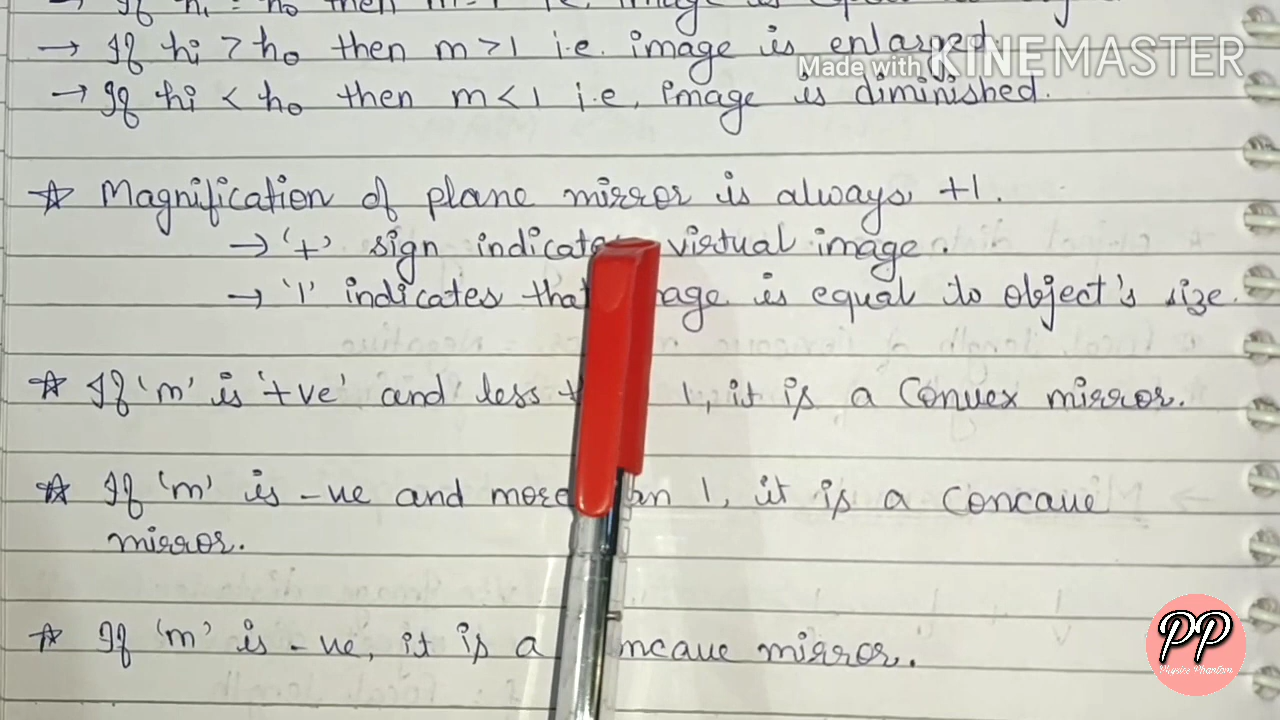 → If hi > ho then m > 1 i.e. image is enlarged.
Made with KINEMASTER
→ If hi < ho then m < 1 i.e, image is diminished.
☆ Magnification of plane mirror is always +1.
→ '+' sign indicates virtual image.
→ '1' indicates that image is equal to object's size.
☆ If 'm' is '+ve' and less 1, it is a Convex mirror.
☆ If 'm' is -ve and more 1, it is a Concave
mirror.
☆ If 'm' is -ve, it is a mirror.
PP
Physics Phantom